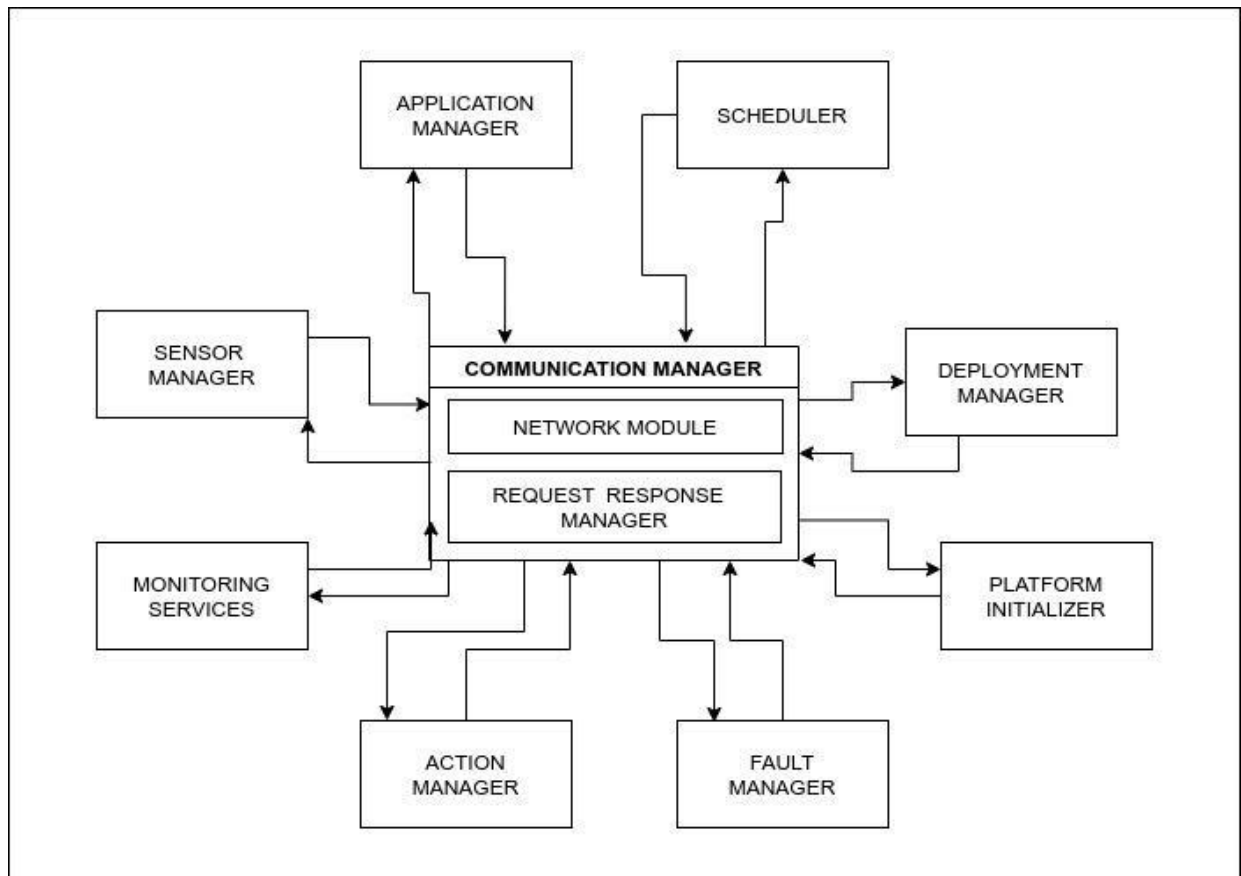 APPLICATION
MANAGER
SCHEDULER
SENSOR
MANAGER
COMMUNICATION MANAGER
NETWORK MODULE
REQUEST RESPONSE
MANAGER
DEPLOYMENT
MANAGER
MONITORING
SERVICES
PLATFORM
INITIALIZER
ACTION
MANAGER
FAULT
MANAGER